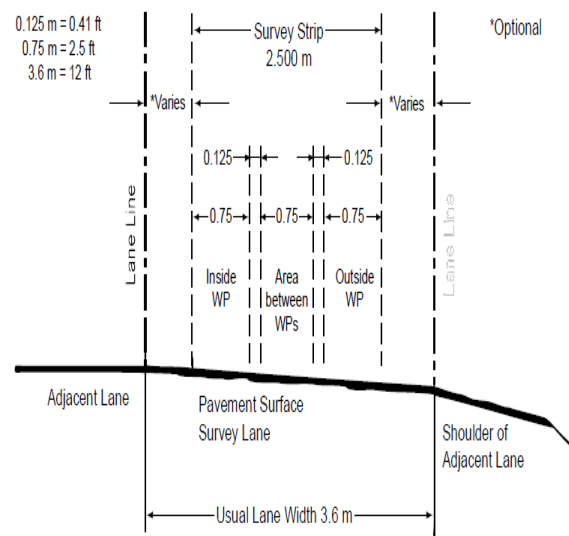 0.125 m = 0.41 ft
0.75 m = 2.5 ft
3.6 m = 12 ft
Survey Strip
2.500 m
*Optional
*Varies
*Varies
0.125
0.125
0.75
0.75
0.75
Lane Line
Lane Line
Inside
WP
Area
between
WPs
Outside
WP
Adjacent Lane
Pavement Surface
Survey Lane
Shoulder of
Adjacent Lane
Usual Lane Width 3.6 m